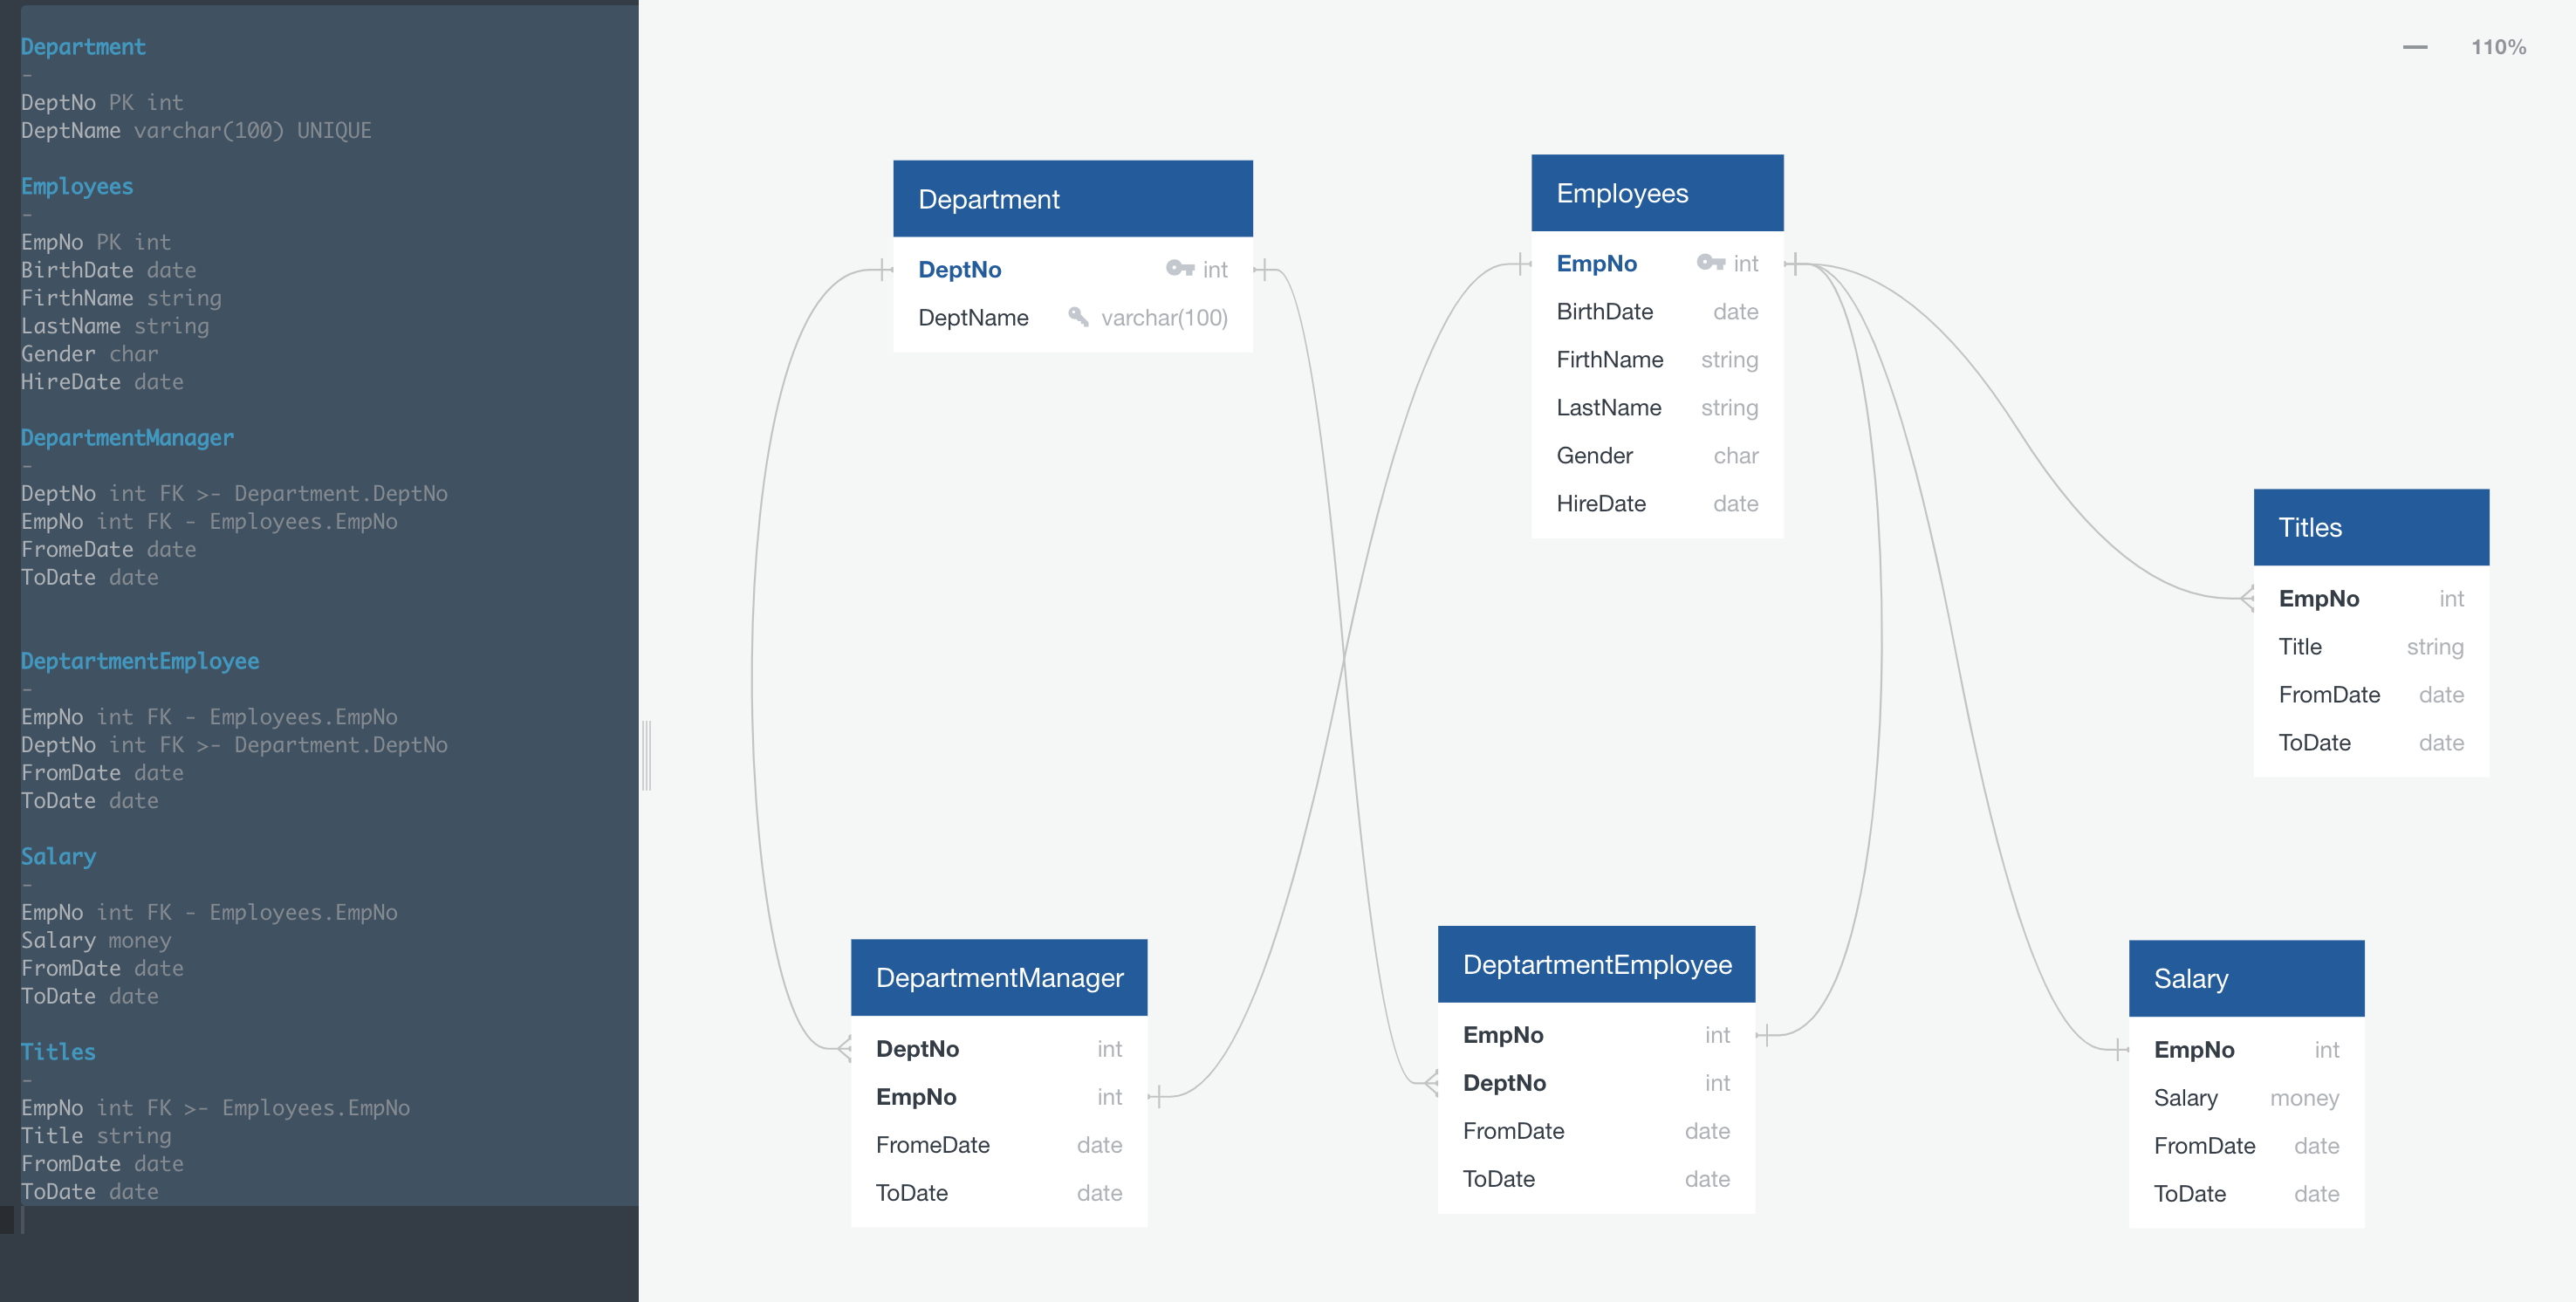 Department
-
DeptNo PK int
DeptName varchar(100) UNIQUE
Employees
-
EmpNo PK int
BirthDate date
FirthName string
LastName string
Gender char
HireDate date
DepartmentManager
-
DeptNo int FK >- Department.DeptNo
EmpNo int FK - Employees.EmpNo
FromeDate date
ToDate date
DeptartmentEmployee
-
EmpNo int FK - Employees.EmpNo
DeptNo int FK >- Department.DeptNo
FromDate date
ToDate date
Salary
-
EmpNo int FK - Employees.EmpNo
Salary money
FromDate date
ToDate date
Titles
-
EmpNo int FK >- Employees.EmpNo
Title string
FromDate date
ToDate date
110%
Department
DeptNo int
DeptName varchar(100)
Employees
EmpNo int
BirthDate date
FirthName string
LastName string
Gender char
HireDate date
Titles
EmpNo int
Title string
FromDate date
ToDate date
DepartmentManager
DeptNo int
EmpNo int
FromeDate date
ToDate date
DeptartmentEmployee
EmpNo int
DeptNo int
FromDate date
ToDate date
Salary
EmpNo int
Salary money
FromDate date
ToDate date